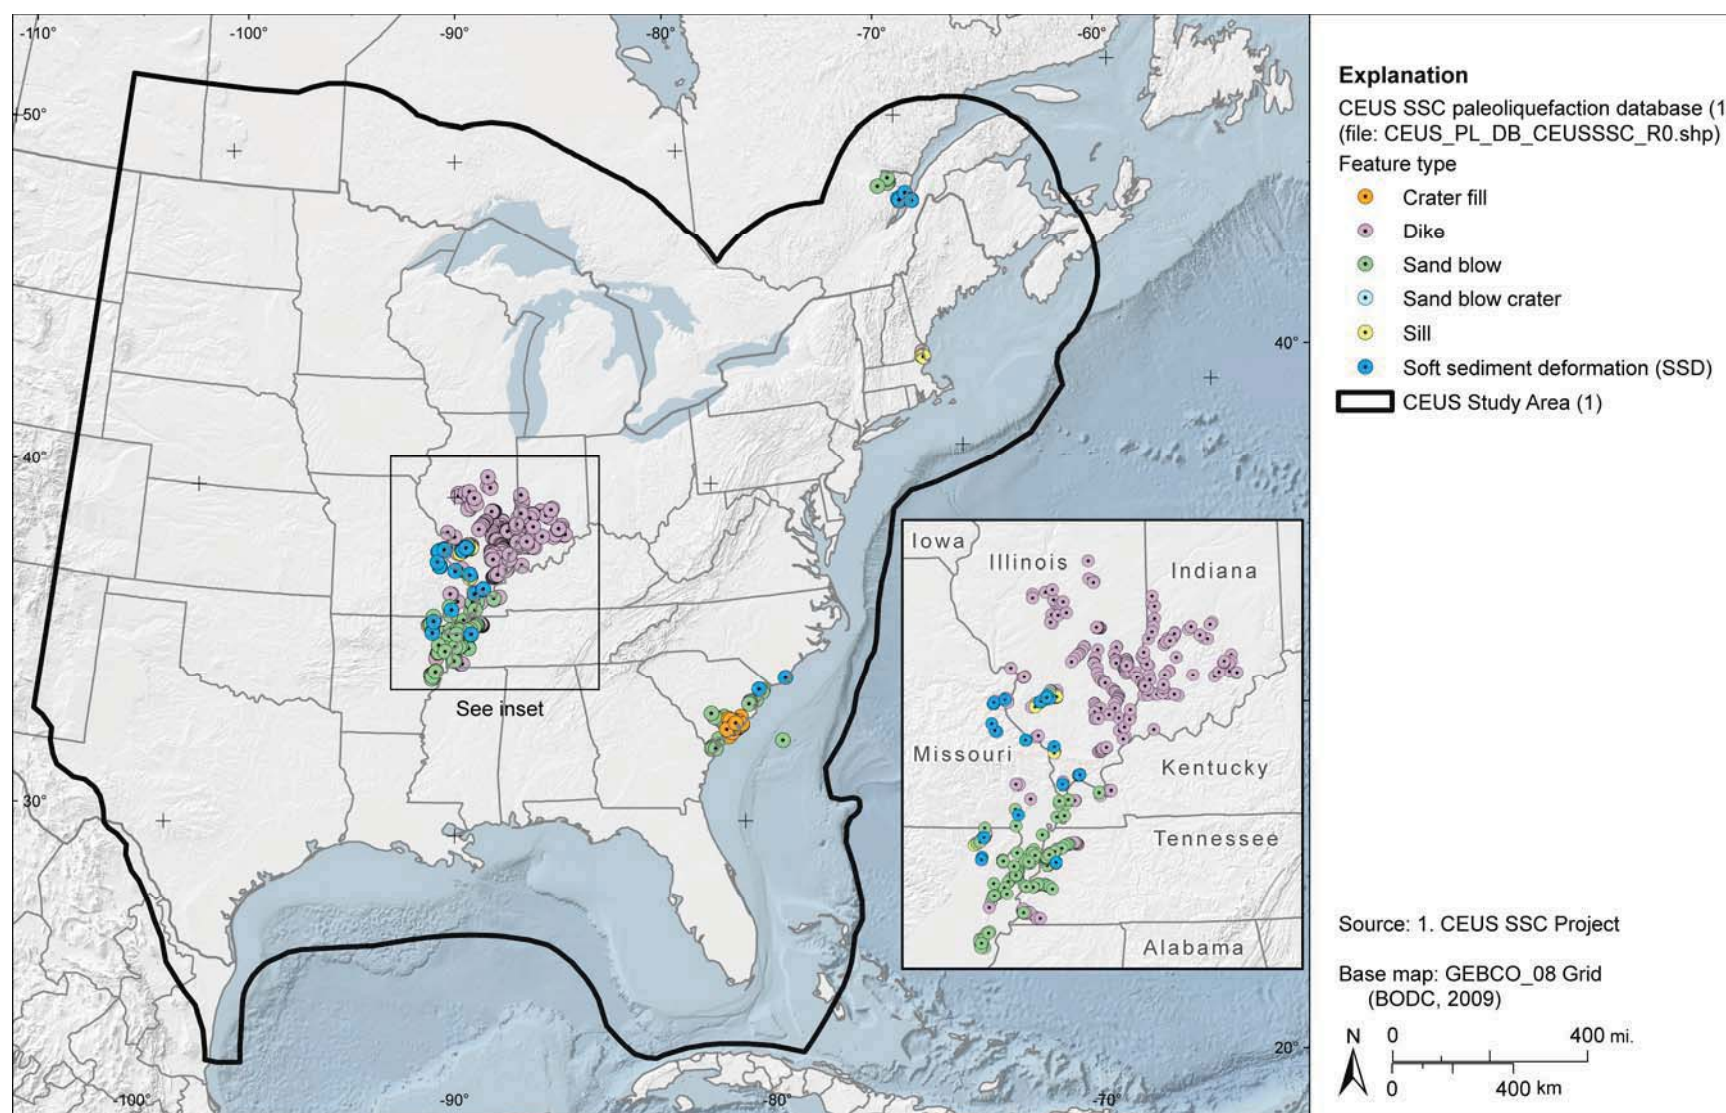 -110°
-100°
-90°
-80°
-70°
-60°
50°
40°
40°
30°
20°
-100°
-90°
-80°
-70°
See inset
Iowa
Illinois
Indiana
Missouri
Kentucky
Tennessee
Alabama
Explanation
CEUS SSC paleoliquefaction database (1
(file: CEUS_PL_DB_CEUSSSC_R0.shp)
Feature type
Crater fill
Dike
Sand blow
Sand blow crater
Sill
Soft sediment deformation (SSD)
CEUS Study Area (1)
Source: 1. CEUS SSC Project
Base map: GEBCO_08 Grid
(BODC, 2009)
N
0 400 mi.
0 400 km